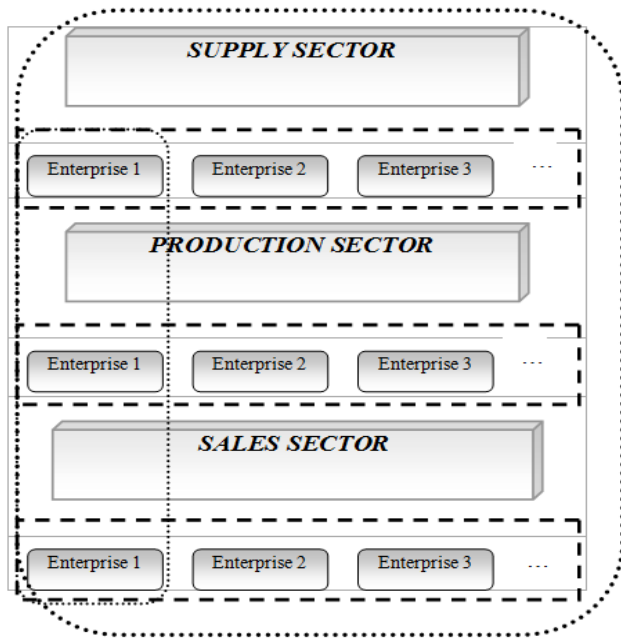 SUPPLY SECTOR
Enterprise 1 Enterprise 2 Enterprise 3 ...
PRODUCTION SECTOR
Enterprise 1 Enterprise 2 Enterprise 3 ...
SALES SECTOR
Enterprise 1 Enterprise 2 Enterprise 3 ...